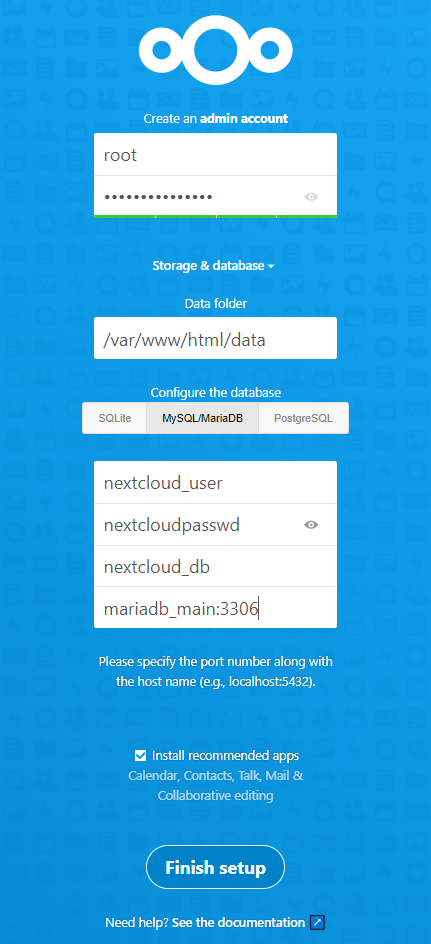 Create an admin account
root
•••••••••••••••
Storage & database
Data folder
/var/www/html/data
Configure the database
SQLite MySQL/MariaDB PostgreSQL
nextcloud_user
nextcloudpasswd
nextcloud_db
mariadb_main:3306
Please specify the port number along with
the host name (e.g., localhost:5432).
Install recommended apps
Calendar, Contacts, Talk, Mail &
Collaborative editing
Finish setup
Need help? See the documentation